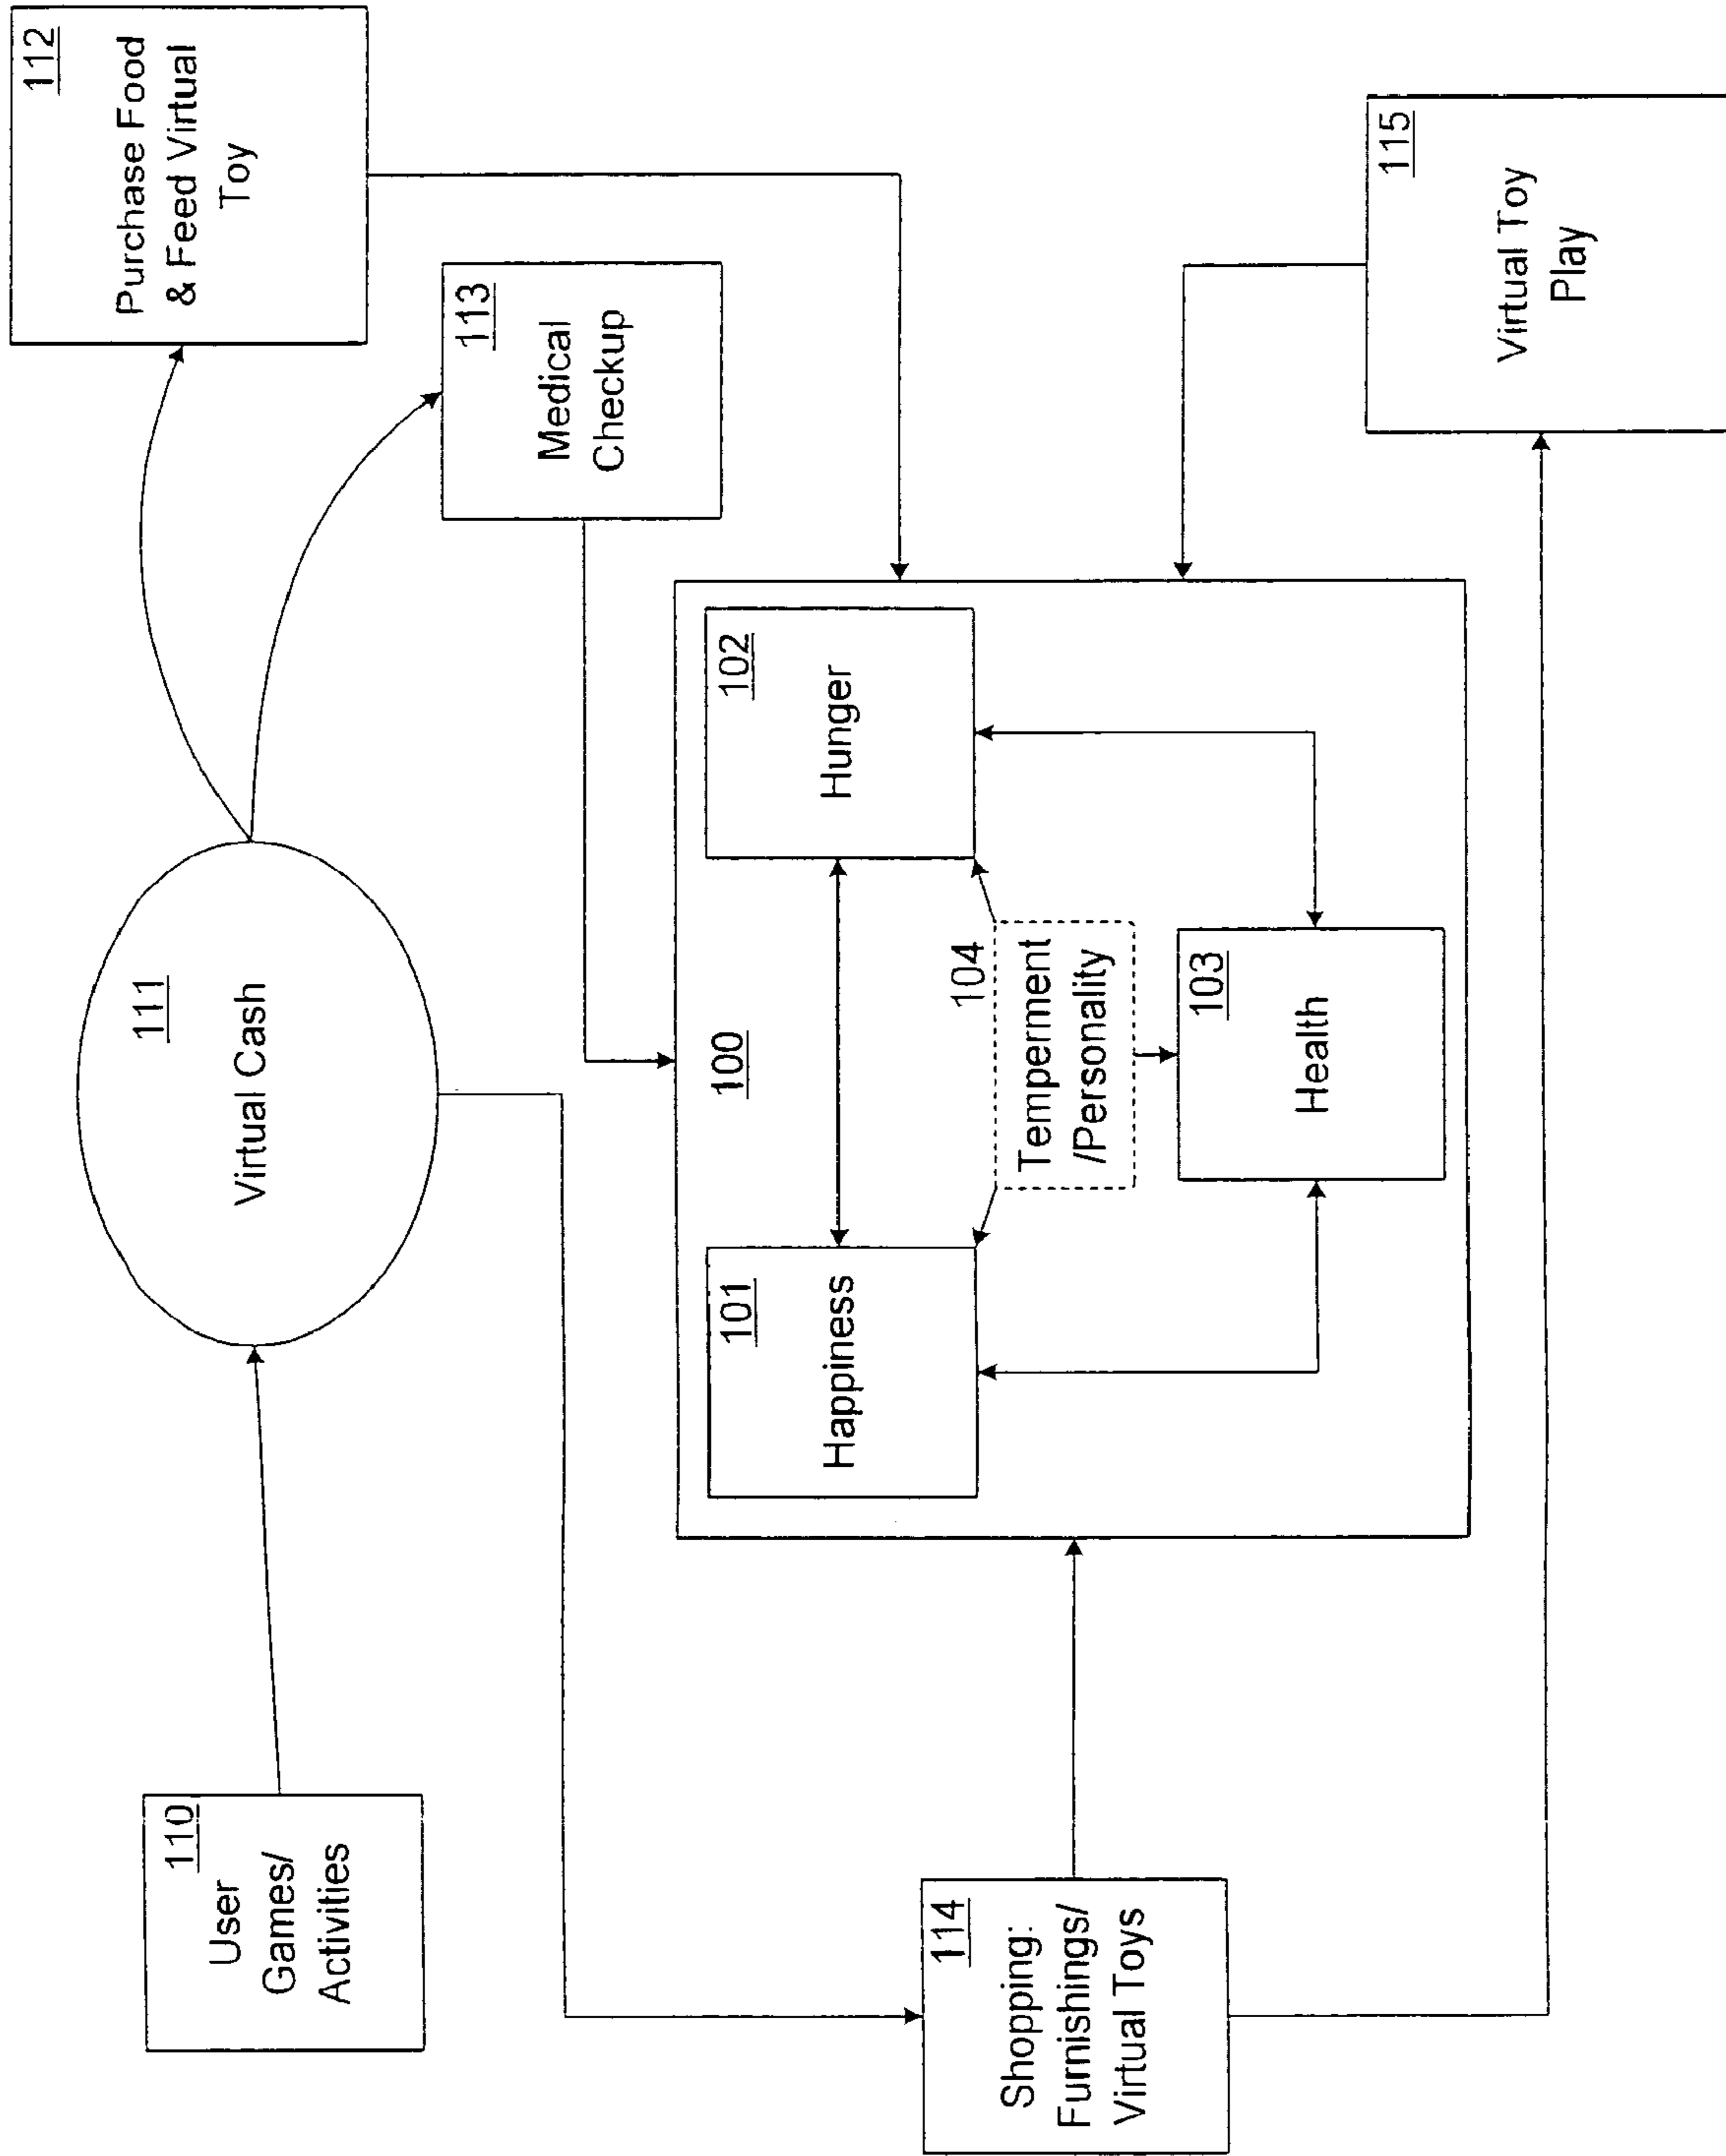 110
User
Games/
Activities
111
Virtual Cash
112
Purchase Food
& Feed Virtual
Toy
113
Medical
Checkup
100
101
Happiness
102
Hunger
104
Temperment
/Personality
103
Health
114
Shopping:
Furnishings/
Virtual Toys
115
Virtual Toy
Play